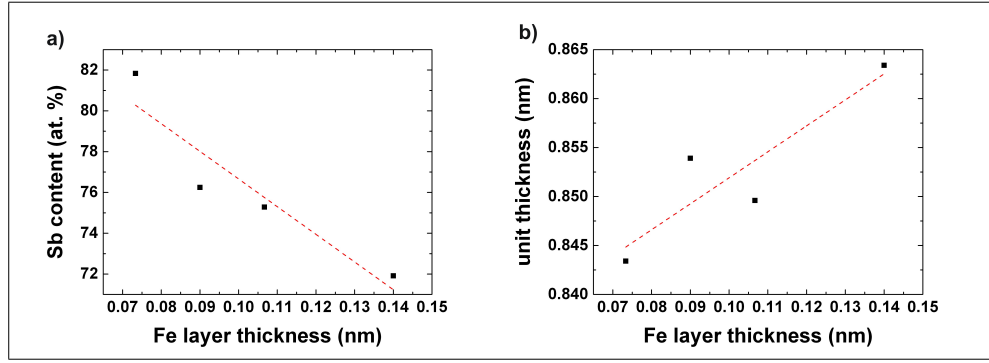 a)
Sb content (at. %)
82
80
78
76
74
72
0.07 0.08 0.09 0.10 0.11 0.12 0.13 0.14 0.15
Fe layer thickness (nm)
b)
unit thickness (nm)
0.865
0.860
0.855
0.850
0.845
0.840
0.07 0.08 0.09 0.10 0.11 0.12 0.13 0.14 0.15
Fe layer thickness (nm)